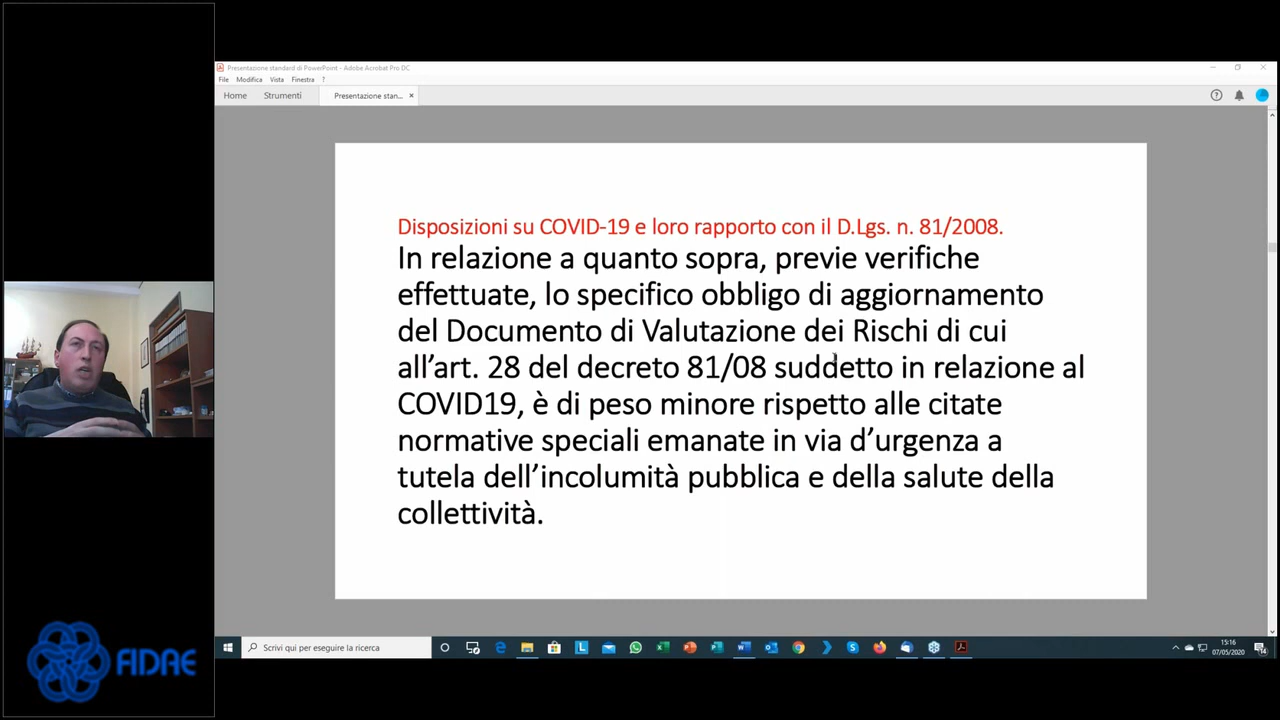 Presentazione standard di PowerPoint - Adobe Acrobat Pro DC
File Modifica Vista Finestra ?
Home Strumenti Presentazione stan... ×
Disposizioni su COVID-19 e loro rapporto con il D.Lgs. n. 81/2008.
In relazione a quanto sopra, previe verifiche
effettuate, lo specifico obbligo di aggiornamento
del Documento di Valutazione dei Rischi di cui
all’art. 28 del decreto 81/08 suddetto in relazione al
COVID19, è di peso minore rispetto alle citate
normative speciali emanate in via d’urgenza a
tutela dell’incolumità pubblica e della salute della
collettività.
FIDAE
Scrivi qui per eseguire la ricerca
15:16
07/05/2020